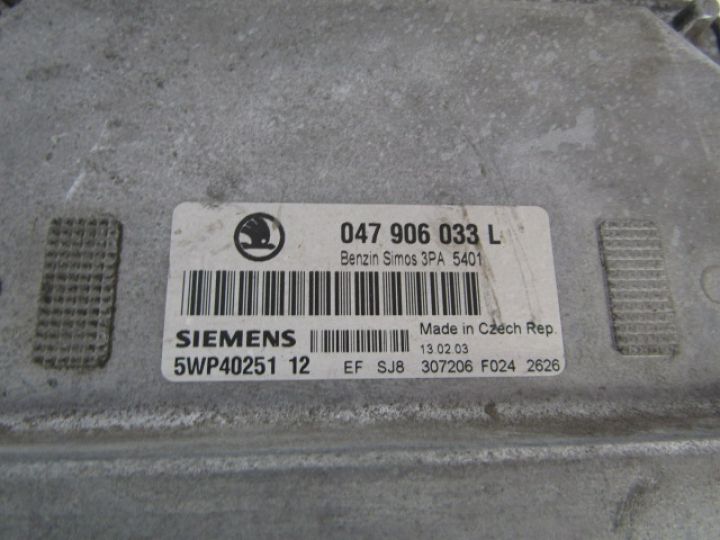 047 906 033 L
Benzin Simos 3PA 5401
SIEMENS
Made in Czech Rep.
13.02.03
5WP40251 12
EF SJ8 307206 F024 2626